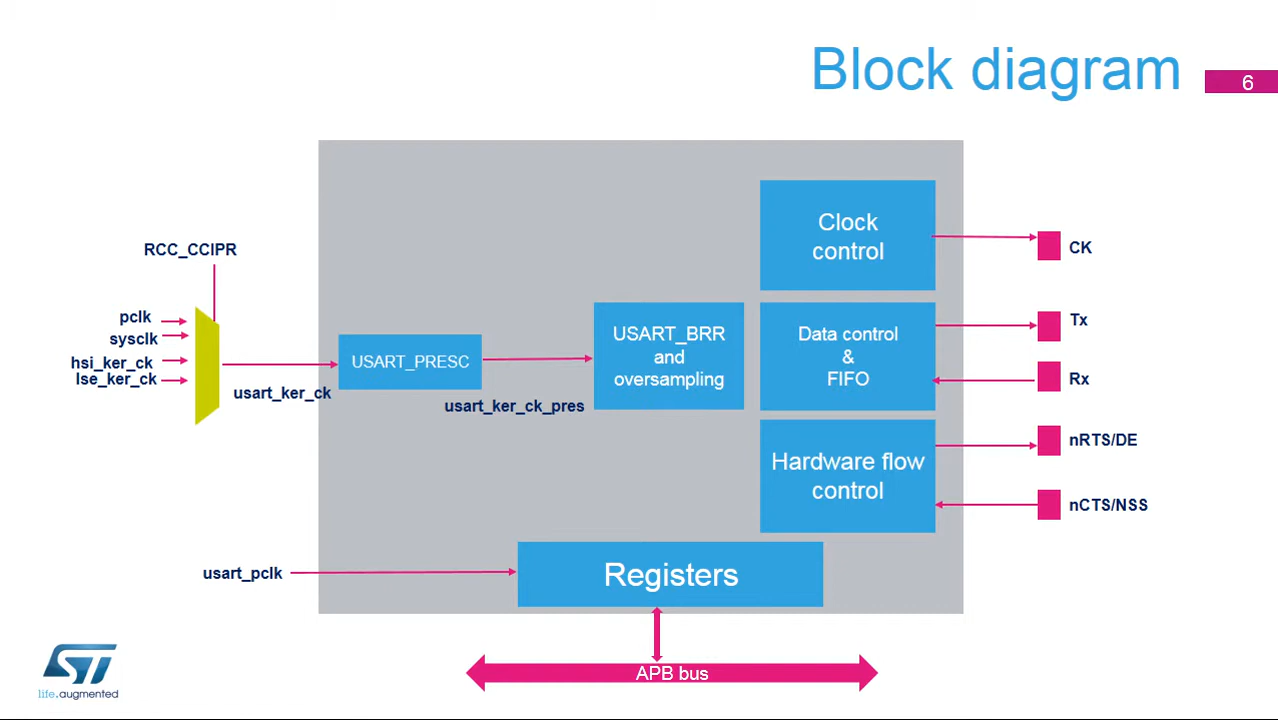 Block diagram
6
Clock
control
CK
RCC_CCIPR
pclk
sysclk
hsi_ker_ck
lse_ker_ck
usart_ker_ck
USART_PRESC
usart_ker_ck_pres
USART_BRR
and
oversampling
Data control
&
FIFO
Tx
Rx
Hardware flow
control
nRTS/DE
nCTS/NSS
usart_pclk
Registers
APB bus
ST
life.augmented